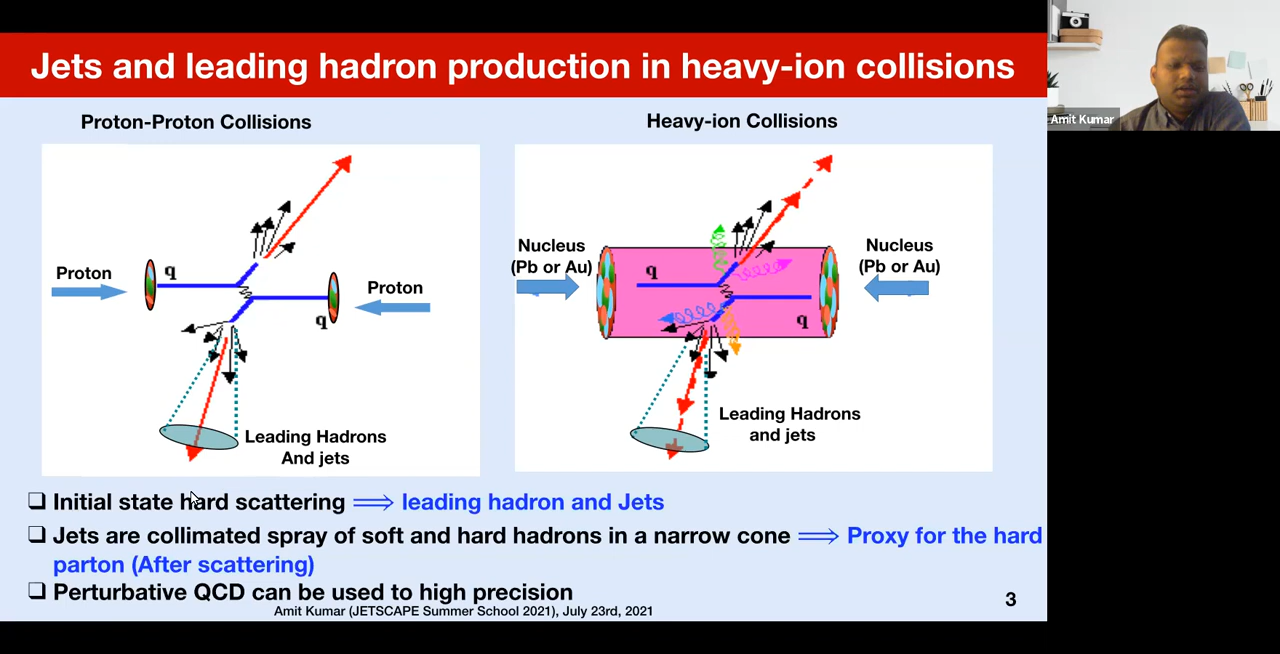 Jets and leading hadron production in heavy-ion collisions
Amit Kumar
Proton-Proton Collisions
Heavy-ion Collisions
Proton
q
Proton
q
Leading Hadrons
And jets
Nucleus
(Pb or Au)
q
Nucleus
(Pb or Au)
q
Leading Hadrons
and jets
❑ Initial state hard scattering ⟹ leading hadron and Jets
❑ Jets are collimated spray of soft and hard hadrons in a narrow cone ⟹ Proxy for the hard
parton (After scattering)
❑ Perturbative QCD can be used to high precision
Amit Kumar (JETSCAPE Summer School 2021), July 23rd, 2021
3